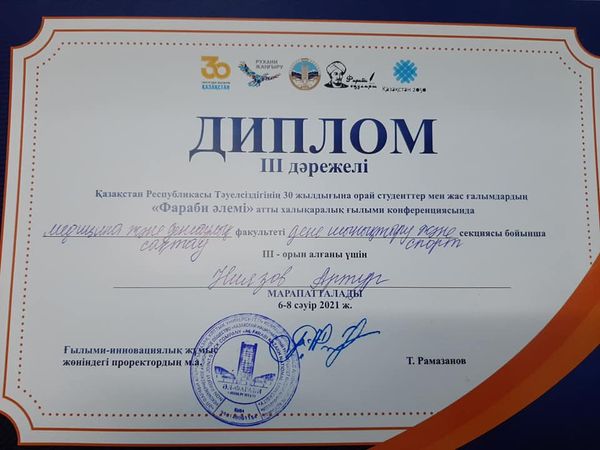 30
ҚАЗАҚСТАН
РУХАНИ
ЖАҢҒЫРУ
Қазақстан 2050
ДИПЛОМ
III дәрежелі
Қазақстан Республикасы Тәуелсіздігінің 30 жылдығына орай студенттер мен жас ғалымдардың
«Фараби әлемі» атты халықаралық ғылыми конференциясында
медицина және денсаулық сақтау факультеті дене шынықтыру және спорт секциясы бойынша
III - орын алғаны үшін
Ниязов Артур
МАРАПАТТАЛАДЫ
6-8 сәуір 2021 ж.
Ғылыми-инновациялық жұмыс
жөніндегі проректордың м.а.
Т. Рамазанов
ӘЛ-ФАРАБИ